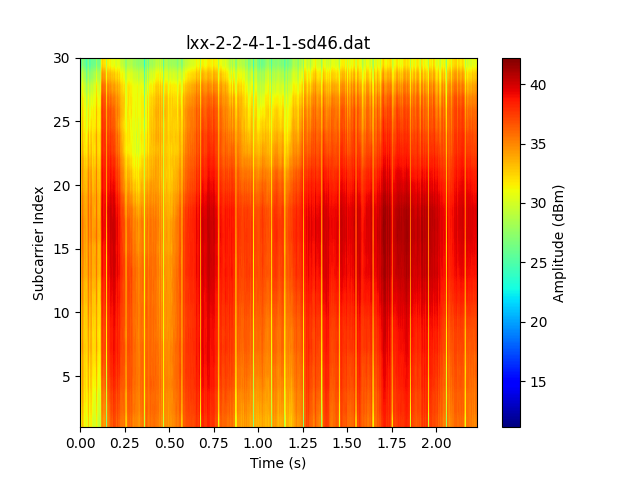 lxx-2-2-4-1-1-sd46.dat
30
25
20
15
10
5
Subcarrier Index
0.00 0.25 0.50 0.75 1.00 1.25 1.50 1.75 2.00
Time (s)
40
35
30
25
20
15
Amplitude (dBm)